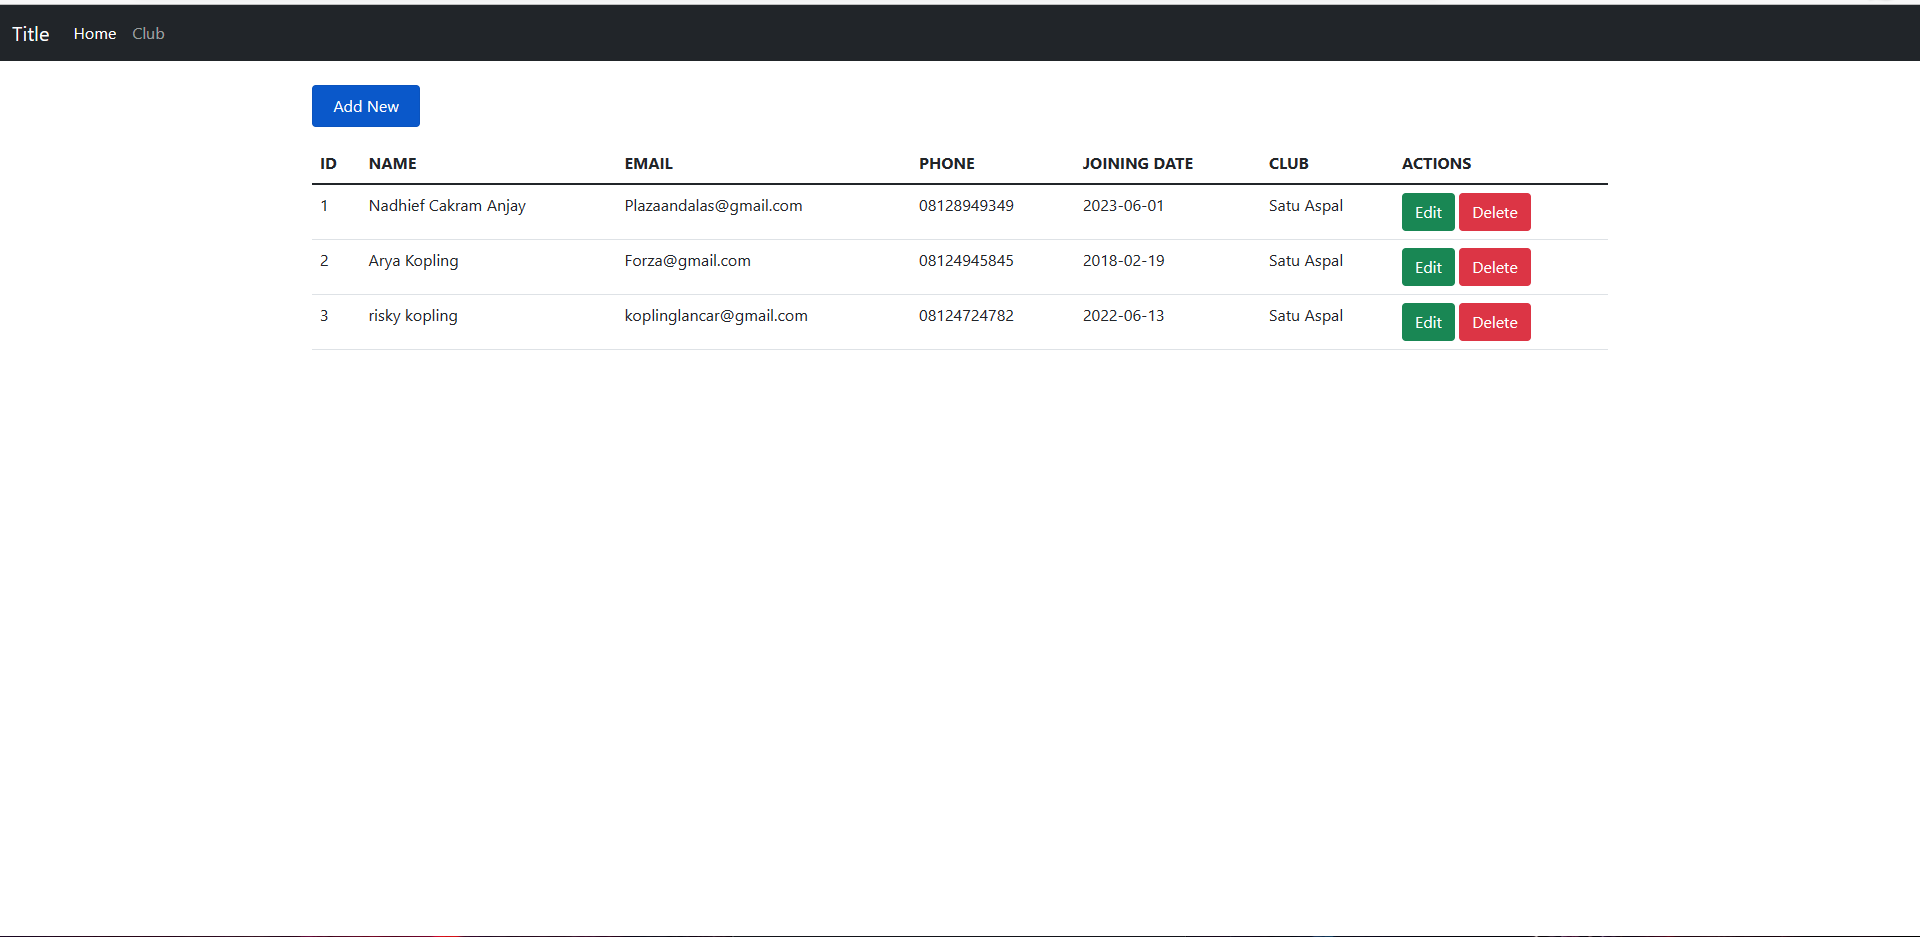 Title Home Club
Add New
ID NAME EMAIL PHONE JOINING DATE CLUB ACTIONS
1 Nadhief Cakram Anjay Plazaandalas@gmail.com 08128949349 2023-06-01 Satu Aspal Edit Delete
2 Arya Kopling Forza@gmail.com 08124945845 2018-02-19 Satu Aspal Edit Delete
3 risky kopling koplinglancar@gmail.com 08124724782 2022-06-13 Satu Aspal Edit Delete